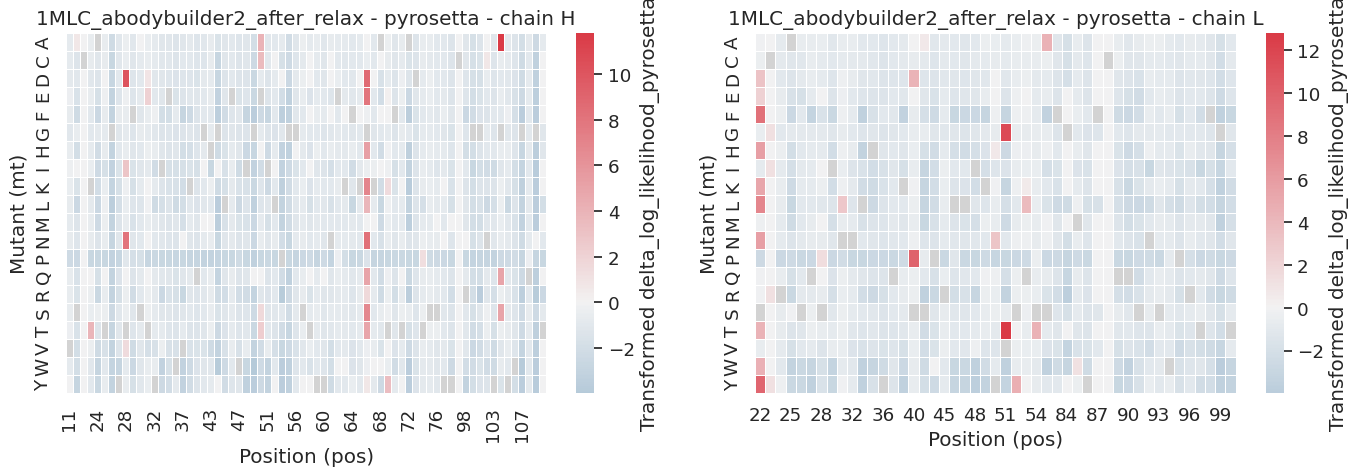 1MLC_abodybuilder2_after_relax - pyrosetta - chain H
Mutant (mt)
A
C
D
E
F
G
H
I
K
L
M
N
P
Q
R
S
T
V
W
Y
11 24 28 32 37 43 47 51 56 60 64 68 72 76 98 103 107
Position (pos)
10
8
6
4
2
0
−2
Transformed delta_log_likelihood_pyrosetta
1MLC_abodybuilder2_after_relax - pyrosetta - chain L
Mutant (mt)
A
C
D
E
F
G
H
I
K
L
M
N
P
Q
R
S
T
V
W
Y
22 25 28 32 36 40 45 48 51 54 84 87 90 93 96 99
Position (pos)
12
10
8
6
4
2
0
−2
Transformed delta_log_likelihood_pyrosetta